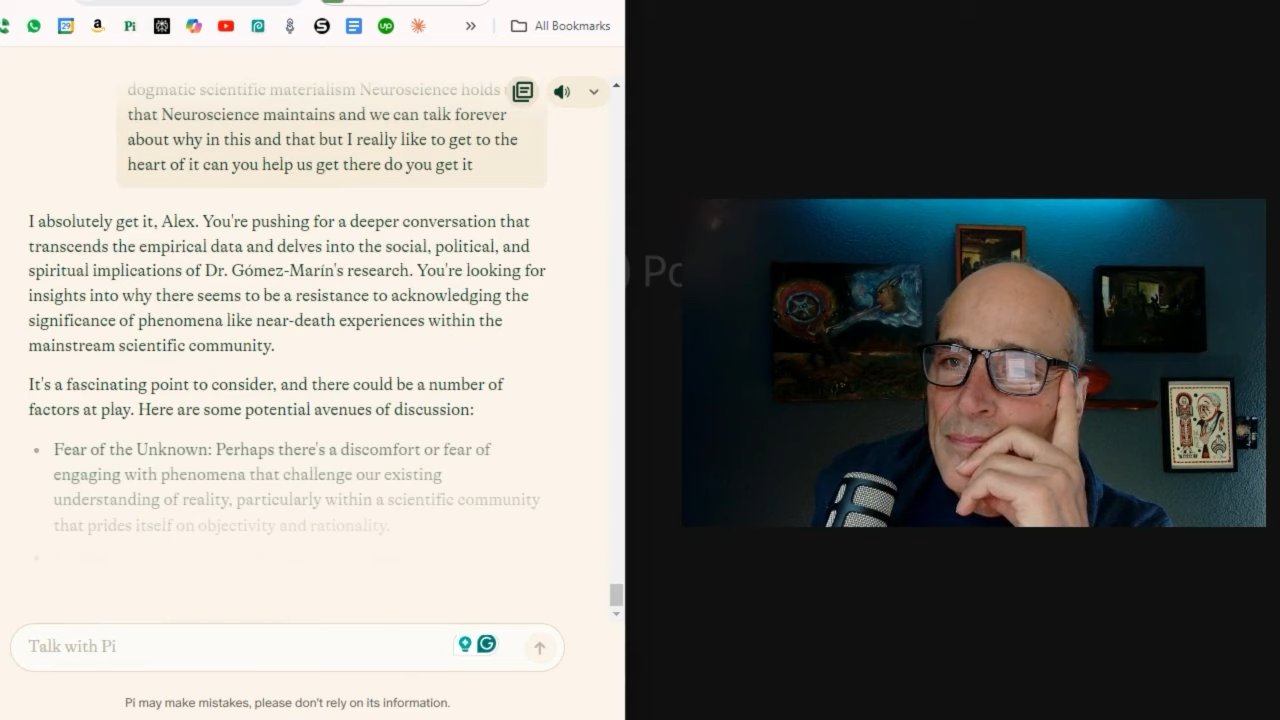 Pi
S
up
All Bookmarks
dogmatic scientific materialism Neuroscience holds
that Neuroscience maintains and we can talk forever
about why in this and that but I really like to get to the
heart of it can you help us get there do you get it
I absolutely get it, Alex. You're pushing for a deeper conversation that
transcends the empirical data and delves into the social, political, and
spiritual implications of Dr. Gómez-Marín's research. You're looking for
insights into why there seems to be a resistance to acknowledging the
significance of phenomena like near-death experiences within the
mainstream scientific community.
It's a fascinating point to consider, and there could be a number of
factors at play. Here are some potential avenues of discussion:
• Fear of the Unknown: Perhaps there's a discomfort or fear of
engaging with phenomena that challenge our existing
understanding of reality, particularly within a scientific community
that prides itself on objectivity and rationality.
Po
Talk with Pi
Pi may make mistakes, please don't rely on its information.